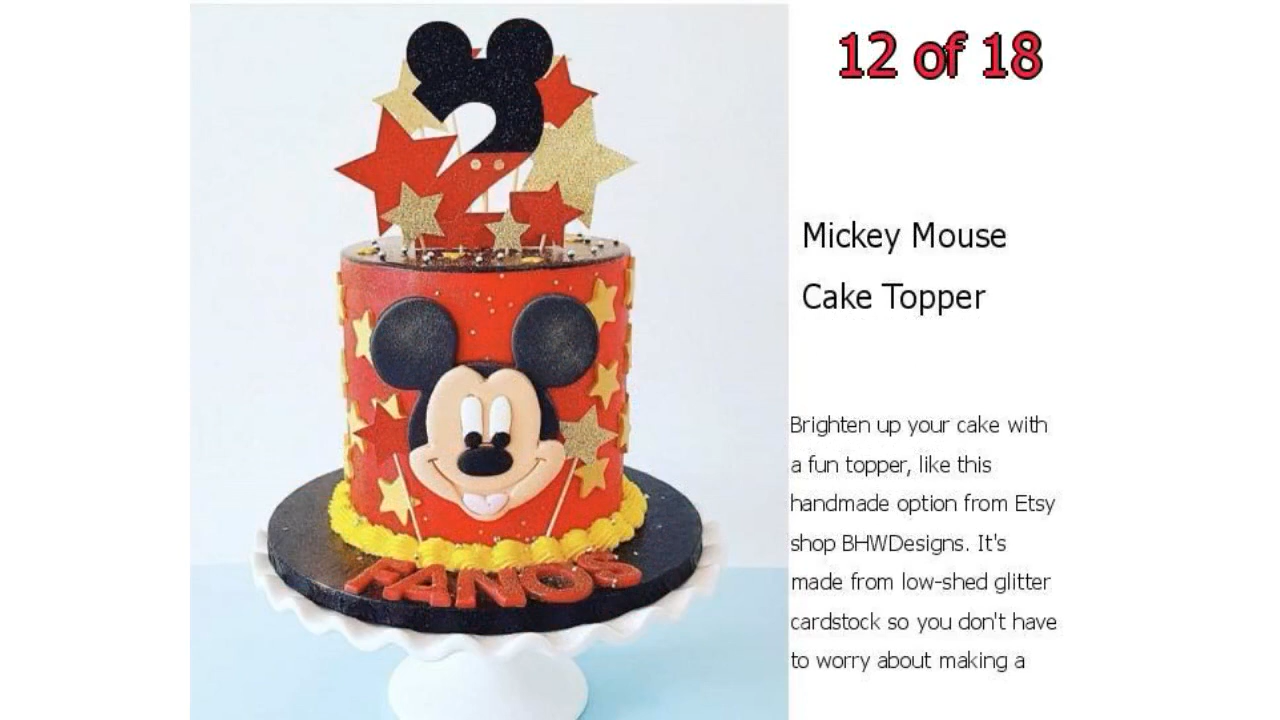 2
FANOS
12 of 18
Mickey Mouse
Cake Topper
Brighten up your cake with
a fun topper, like this
handmade option from Etsy
shop BHWDesigns. It's
made from low-shed glitter
cardstock so you don't have
to worry about making a